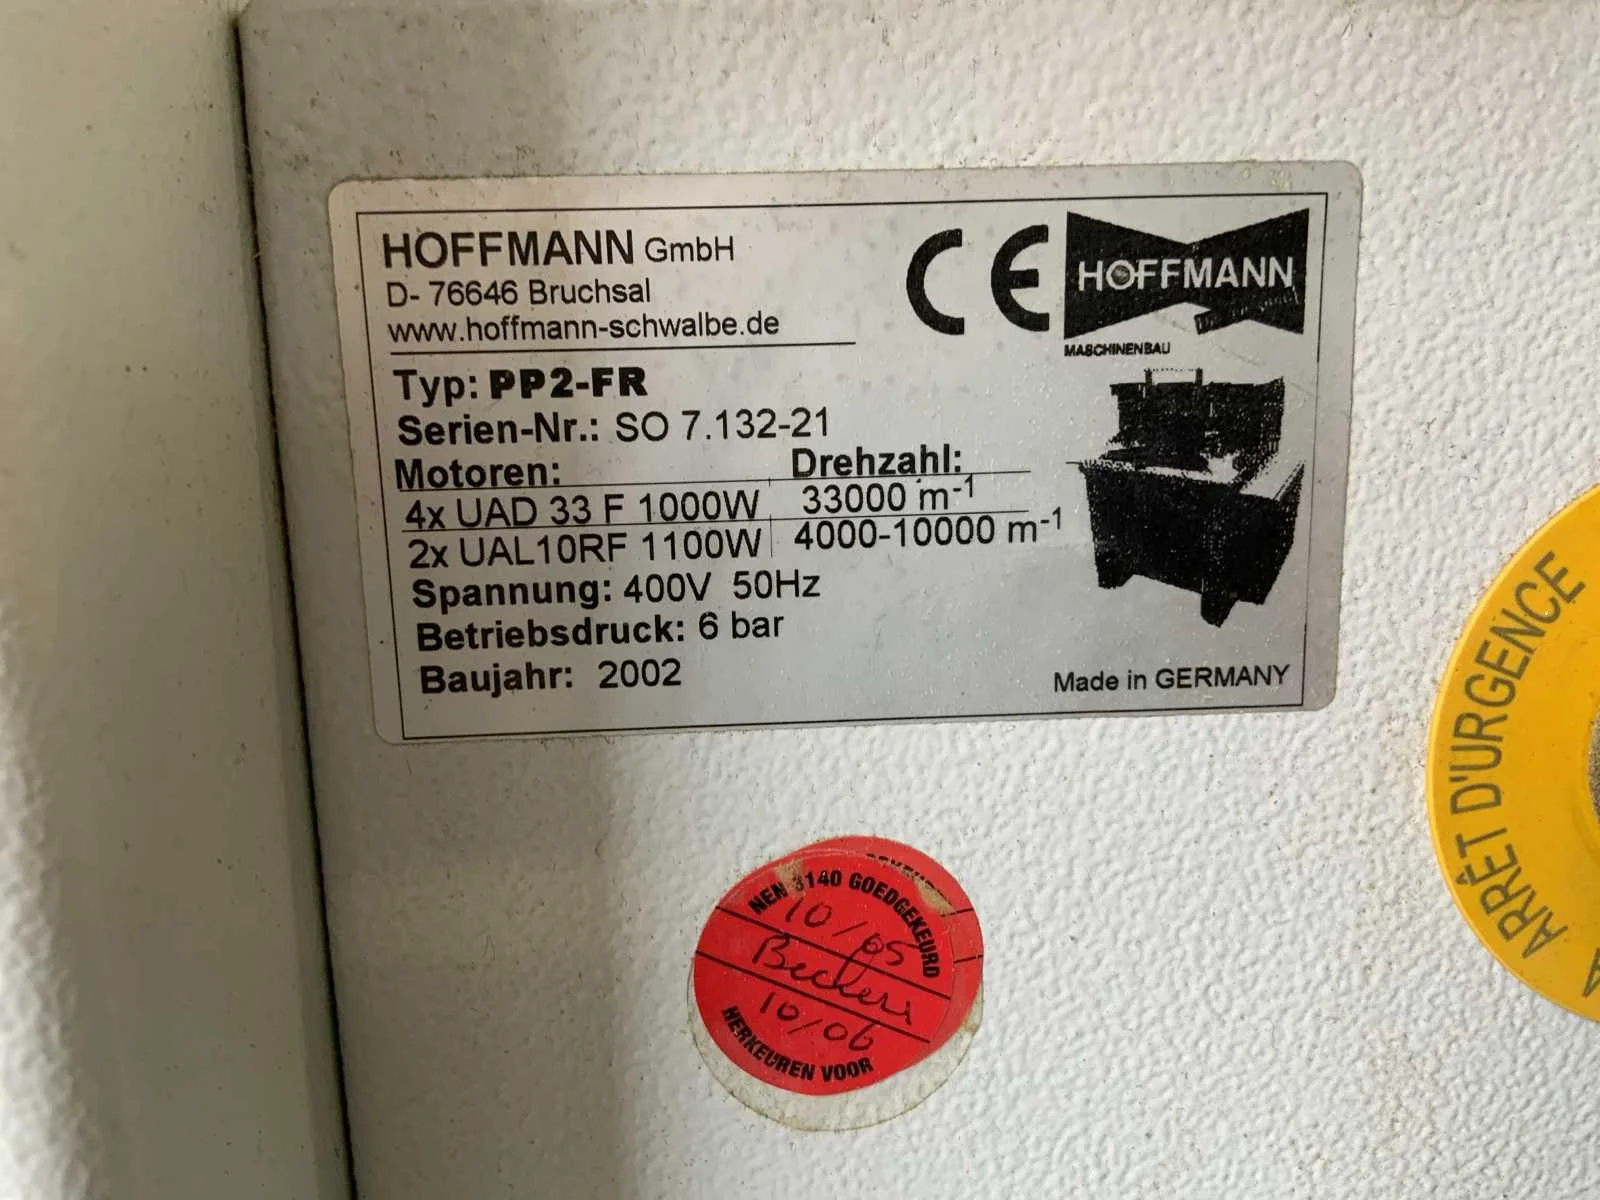 HOFFMANN GmbH
D- 76646 Bruchsal
www.hoffmann-schwalbe.de
CE
HOFFMANN
MASCHINENBAU
Typ: PP2-FR
Serien-Nr.: SO 7.132-21
Motoren: Drehzahl:
4x UAD 33 F 1000W 33000 m-1
2x UAL10RF 1100W 4000-10000 m-1
Spannung: 400V 50Hz
Betriebsdruck: 6 bar
Baujahr: 2002
Made in GERMANY
ARRÊT D'URGENCE
NEN 3140 GOEDGEKEURD
10/05
Beckers
10/06
HERKEUREN VOOR